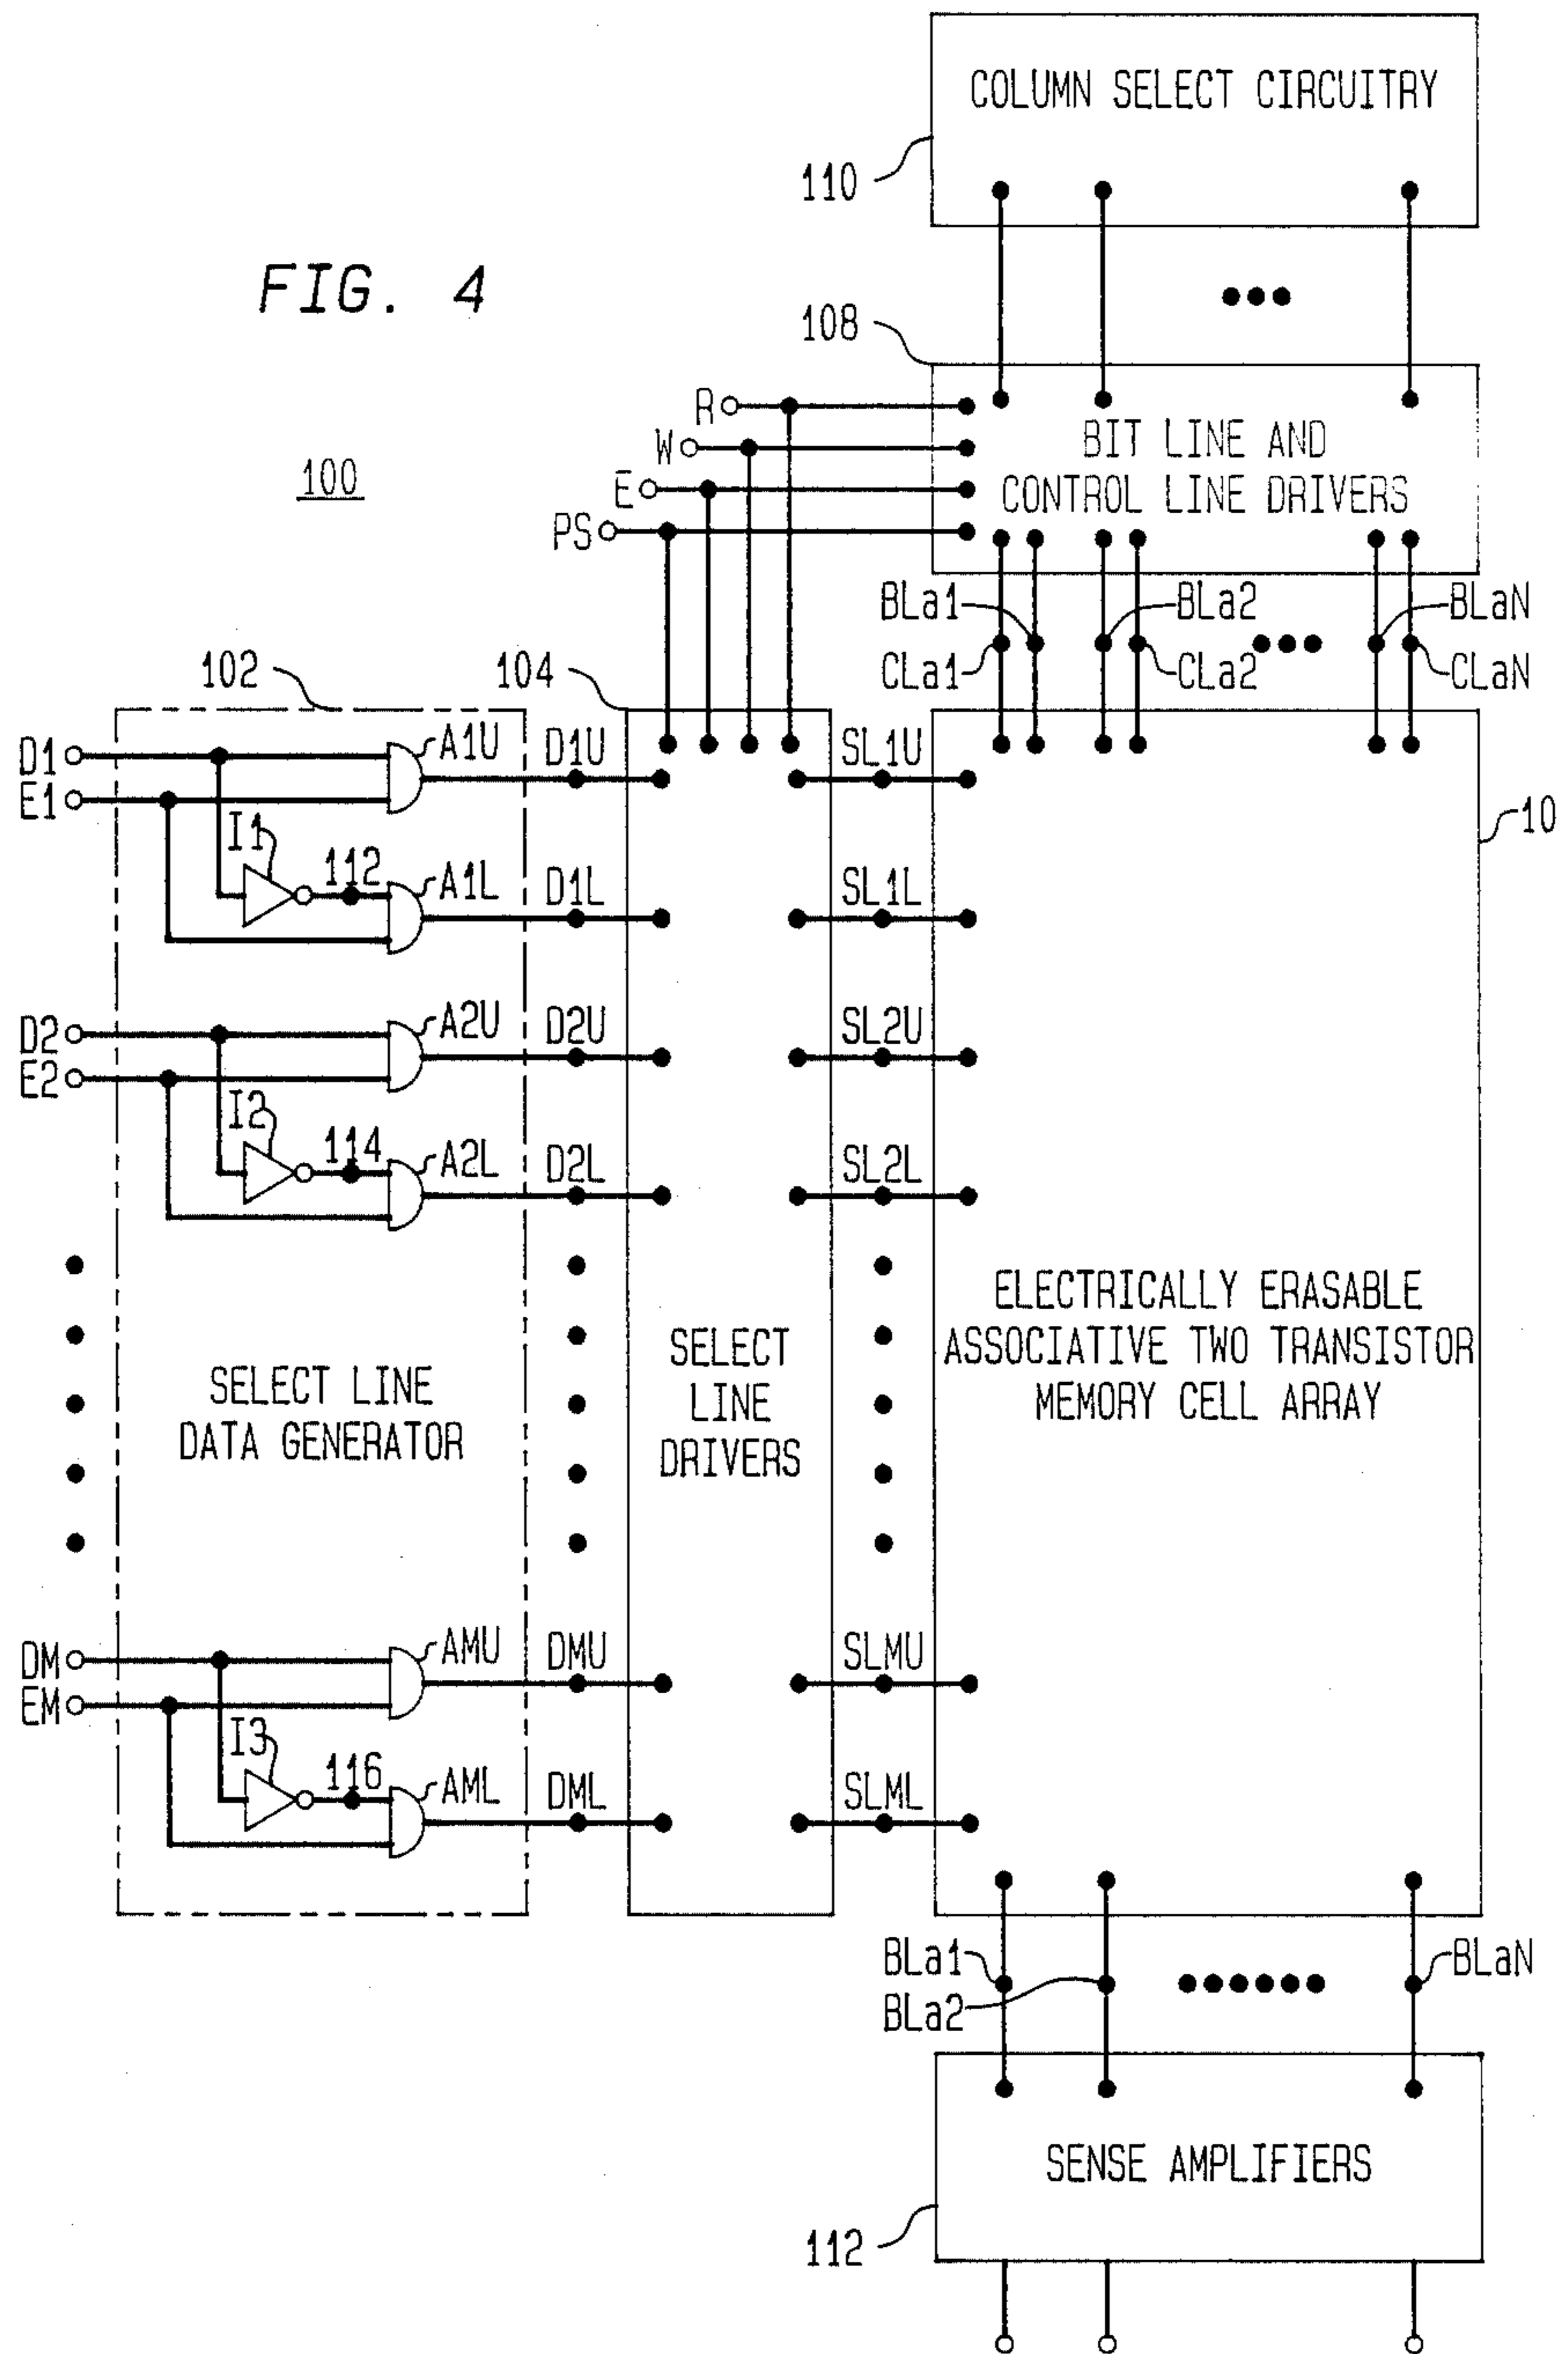 COLUMN SELECT CIRCUITRY
110
FIG. 4
108
R
W
E
PS
BIT LINE AND
CONTROL LINE DRIVERS
100
BLa1
BLa2
BLaN
CLa1
CLa2
CLaN
102
104
D1
E1
A1U
D1U
SL1U
10
I1
112
A1L
D1L
SL1L
D2
E2
A2U
D2U
SL2U
I2
114
A2L
D2L
SL2L
SELECT LINE
DATA GENERATOR
SELECT
LINE
DRIVERS
ELECTRICALLY ERASABLE
ASSOCIATIVE TWO TRANSISTOR
MEMORY CELL ARRAY
DM
EM
AMU
DMU
SLMU
I3
116
AML
DML
SLML
BLa1
BLa2
BLaN
SENSE AMPLIFIERS
112